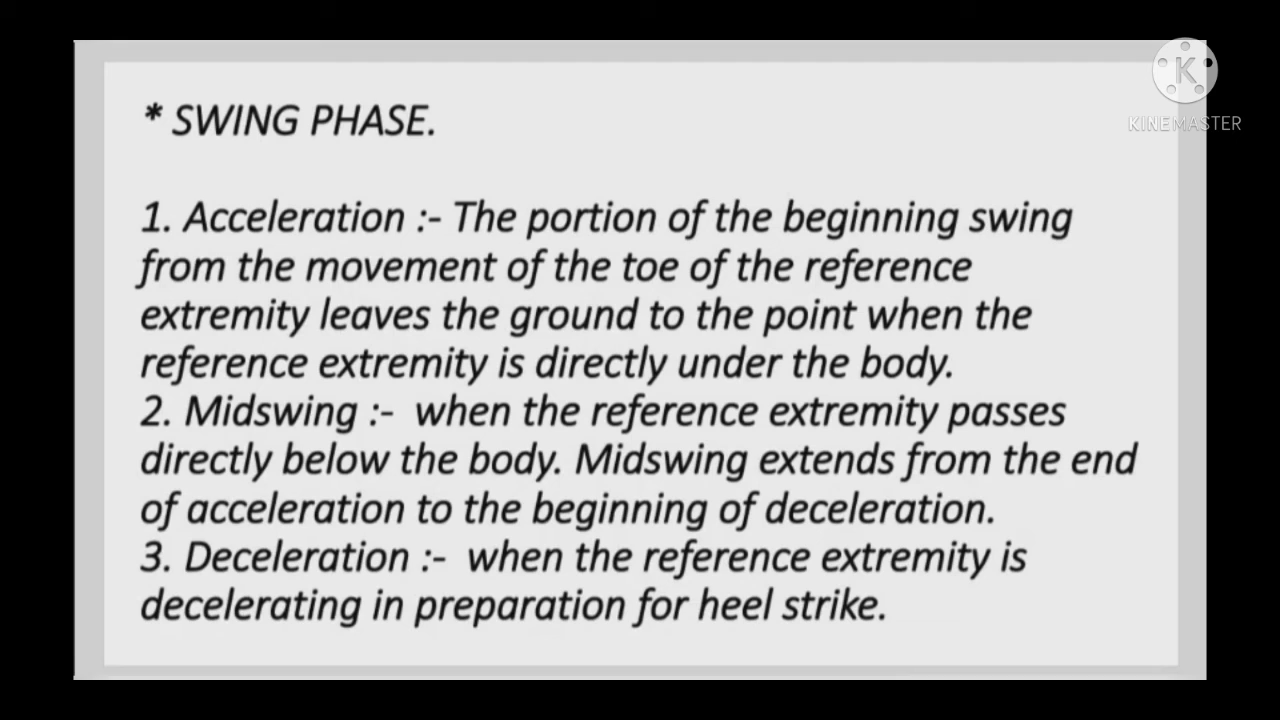 * SWING PHASE.
1. Acceleration :- The portion of the beginning swing
from the movement of the toe of the reference
extremity leaves the ground to the point when the
reference extremity is directly under the body.
2. Midswing :- when the reference extremity passes
directly below the body. Midswing extends from the end
of acceleration to the beginning of deceleration.
3. Deceleration :- when the reference extremity is
decelerating in preparation for heel strike.
K
KINEMASTER